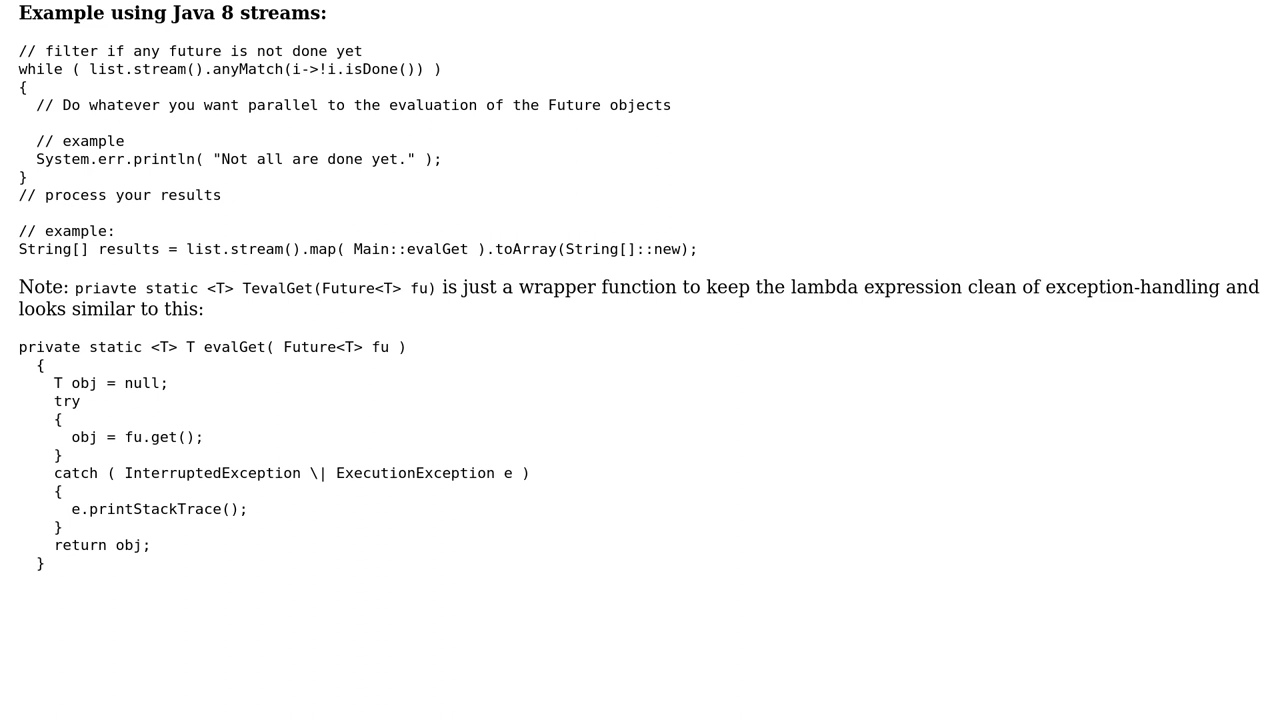 Example using Java 8 streams:
// filter if any future is not done yet
while ( list.stream().anyMatch(i->!i.isDone()) )
{
  // Do whatever you want parallel to the evaluation of the Future objects
  // example
  System.err.println( "Not all are done yet." );
}
// process your results
// example:
String[] results = list.stream().map( Main::evalGet ).toArray(String[]::new);
Note: priavte static <T> TevalGet(Future<T> fu) is just a wrapper function to keep the lambda expression clean of exception-handling and
looks similar to this:
private static <T> T evalGet( Future<T> fu )
  {
    T obj = null;
    try
    {
      obj = fu.get();
    }
    catch ( InterruptedException \| ExecutionException e )
    {
      e.printStackTrace();
    }
    return obj;
  }